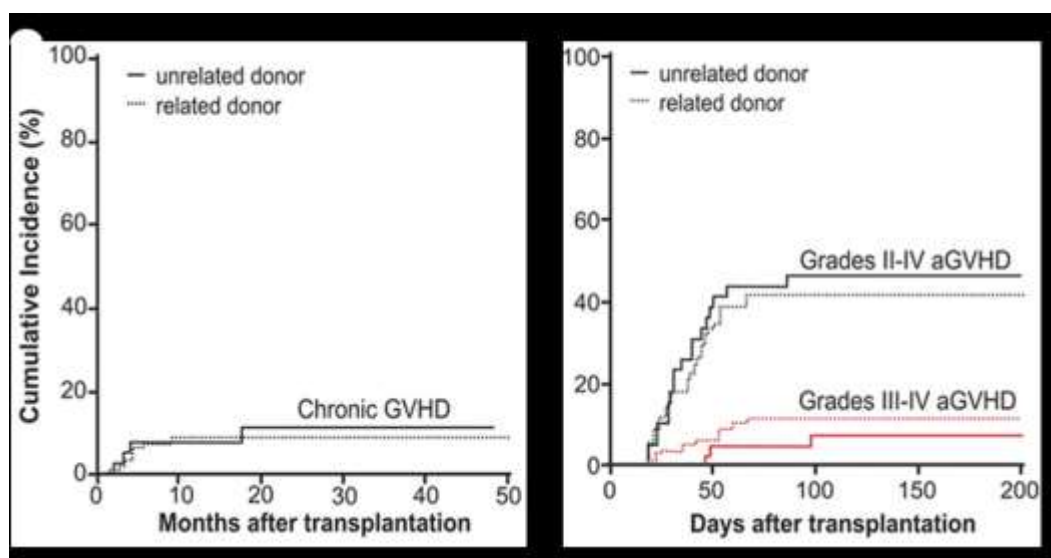 Cumulative Incidence (%)
100
80
60
40
20
0
unrelated donor
related donor
Chronic GVHD
0 10 20 30 40 50
Months after transplantation
100
80
60
40
20
0
unrelated donor
related donor
Grades II-IV aGVHD
Grades III-IV aGVHD
0 50 100 150 200
Days after transplantation